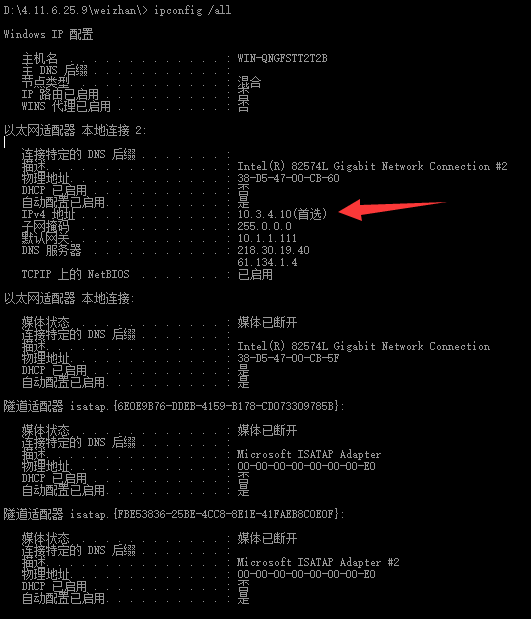 D:\4.11.6.25.9\weizhan\> ipconfig /all
Windows IP 配置
主机名 . . . . . . . . . . . . . : WIN-QNGFSTT2T2B
主 DNS 后缀 . . . . . . . . . . . :
节点类型 . . . . . . . . . . . . : 混合
IP 路由已启用 . . . . . . . . . . : 否
WINS 代理已启用 . . . . . . . . . : 否
以太网适配器 本地连接 2:
连接特定的 DNS 后缀 . . . . . . . :
描述. . . . . . . . . . . . . . . : Intel(R) 82574L Gigabit Network Connection #2
物理地址. . . . . . . . . . . . . : 38-D5-47-00-CB-60
DHCP 已启用 . . . . . . . . . . . : 否
自动配置已启用. . . . . . . . . . : 是
IPv4 地址 . . . . . . . . . . . . : 10.3.4.10(首选)
子网掩码 . . . . . . . . . . . . : 255.0.0.0
默认网关. . . . . . . . . . . . . : 10.1.1.111
DNS 服务器 . . . . . . . . . . . : 218.30.19.40
61.134.1.4
TCPIP 上的 NetBIOS . . . . . . . : 已启用
以太网适配器 本地连接:
媒体状态 . . . . . . . . . . . . : 媒体已断开
连接特定的 DNS 后缀 . . . . . . . :
描述. . . . . . . . . . . . . . . : Intel(R) 82574L Gigabit Network Connection
物理地址. . . . . . . . . . . . . : 38-D5-47-00-CB-5F
DHCP 已启用 . . . . . . . . . . . : 是
自动配置已启用. . . . . . . . . . : 是
隧道适配器 isatap.{6E0E9B76-DDEB-4159-B178-CD073309785B}:
媒体状态 . . . . . . . . . . . . : 媒体已断开
连接特定的 DNS 后缀 . . . . . . . :
描述. . . . . . . . . . . . . . . : Microsoft ISATAP Adapter
物理地址. . . . . . . . . . . . . : 00-00-00-00-00-00-00-E0
DHCP 已启用 . . . . . . . . . . . : 否
自动配置已启用. . . . . . . . . . : 是
隧道适配器 isatap.{FBE53836-25BE-4CC8-8E1E-41FAEB8C0E0F}:
媒体状态 . . . . . . . . . . . . : 媒体已断开
连接特定的 DNS 后缀 . . . . . . . :
描述. . . . . . . . . . . . . . . : Microsoft ISATAP Adapter #2
物理地址. . . . . . . . . . . . . : 00-00-00-00-00-00-00-E0
DHCP 已启用 . . . . . . . . . . . : 否
自动配置已启用. . . . . . . . . . : 是